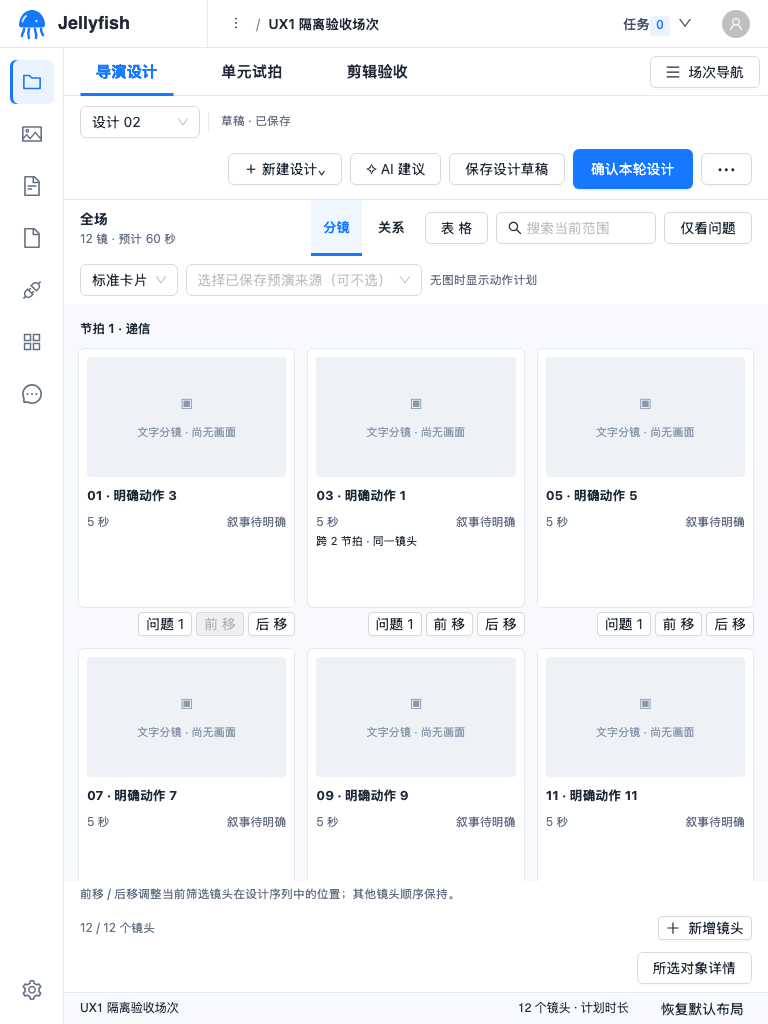 Jellyfish
/ UX1 隔离验收场次
任务 0
导演设计 单元试拍 剪辑验收
场次导航
设计 02
草稿 · 已保存
新建设计
AI 建议
保存设计草稿
确认本轮设计
全场
12 镜 · 预计 60 秒
分镜 关系
表 格
搜索当前范围
仅看问题
标准卡片
选择已保存预演来源（可不选）
无图时显示动作计划
节拍 1 · 递信
文字分镜 · 尚无画面
01 · 明确动作 3
5 秒 叙事待明确
问题 1 前 移 后 移
文字分镜 · 尚无画面
03 · 明确动作 1
5 秒 叙事待明确
跨 2 节拍 · 同一镜头
问题 1 前 移 后 移
文字分镜 · 尚无画面
05 · 明确动作 5
5 秒 叙事待明确
问题 1 前 移 后 移
文字分镜 · 尚无画面
07 · 明确动作 7
5 秒 叙事待明确
文字分镜 · 尚无画面
09 · 明确动作 9
5 秒 叙事待明确
文字分镜 · 尚无画面
11 · 明确动作 11
5 秒 叙事待明确
前移 / 后移调整当前筛选镜头在设计序列中的位置；其他镜头顺序保持。
12 / 12 个镜头
新增镜头
所选对象详情
UX1 隔离验收场次
12 个镜头 · 计划时长
恢复默认布局